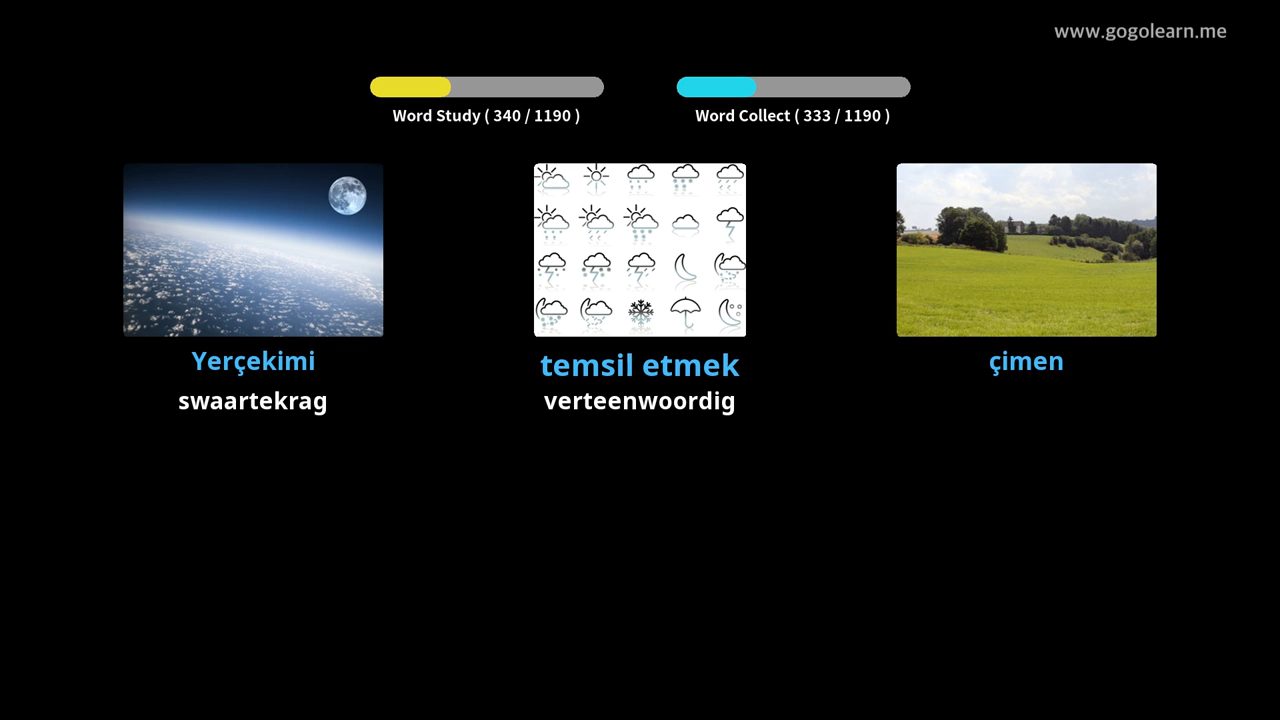 www.gogolearn.me
Word Study ( 340 / 1190 )
Word Collect ( 333 / 1190 )
Yerçekimi
swaartekrag
temsil etmek
verteenwoordig
çimen